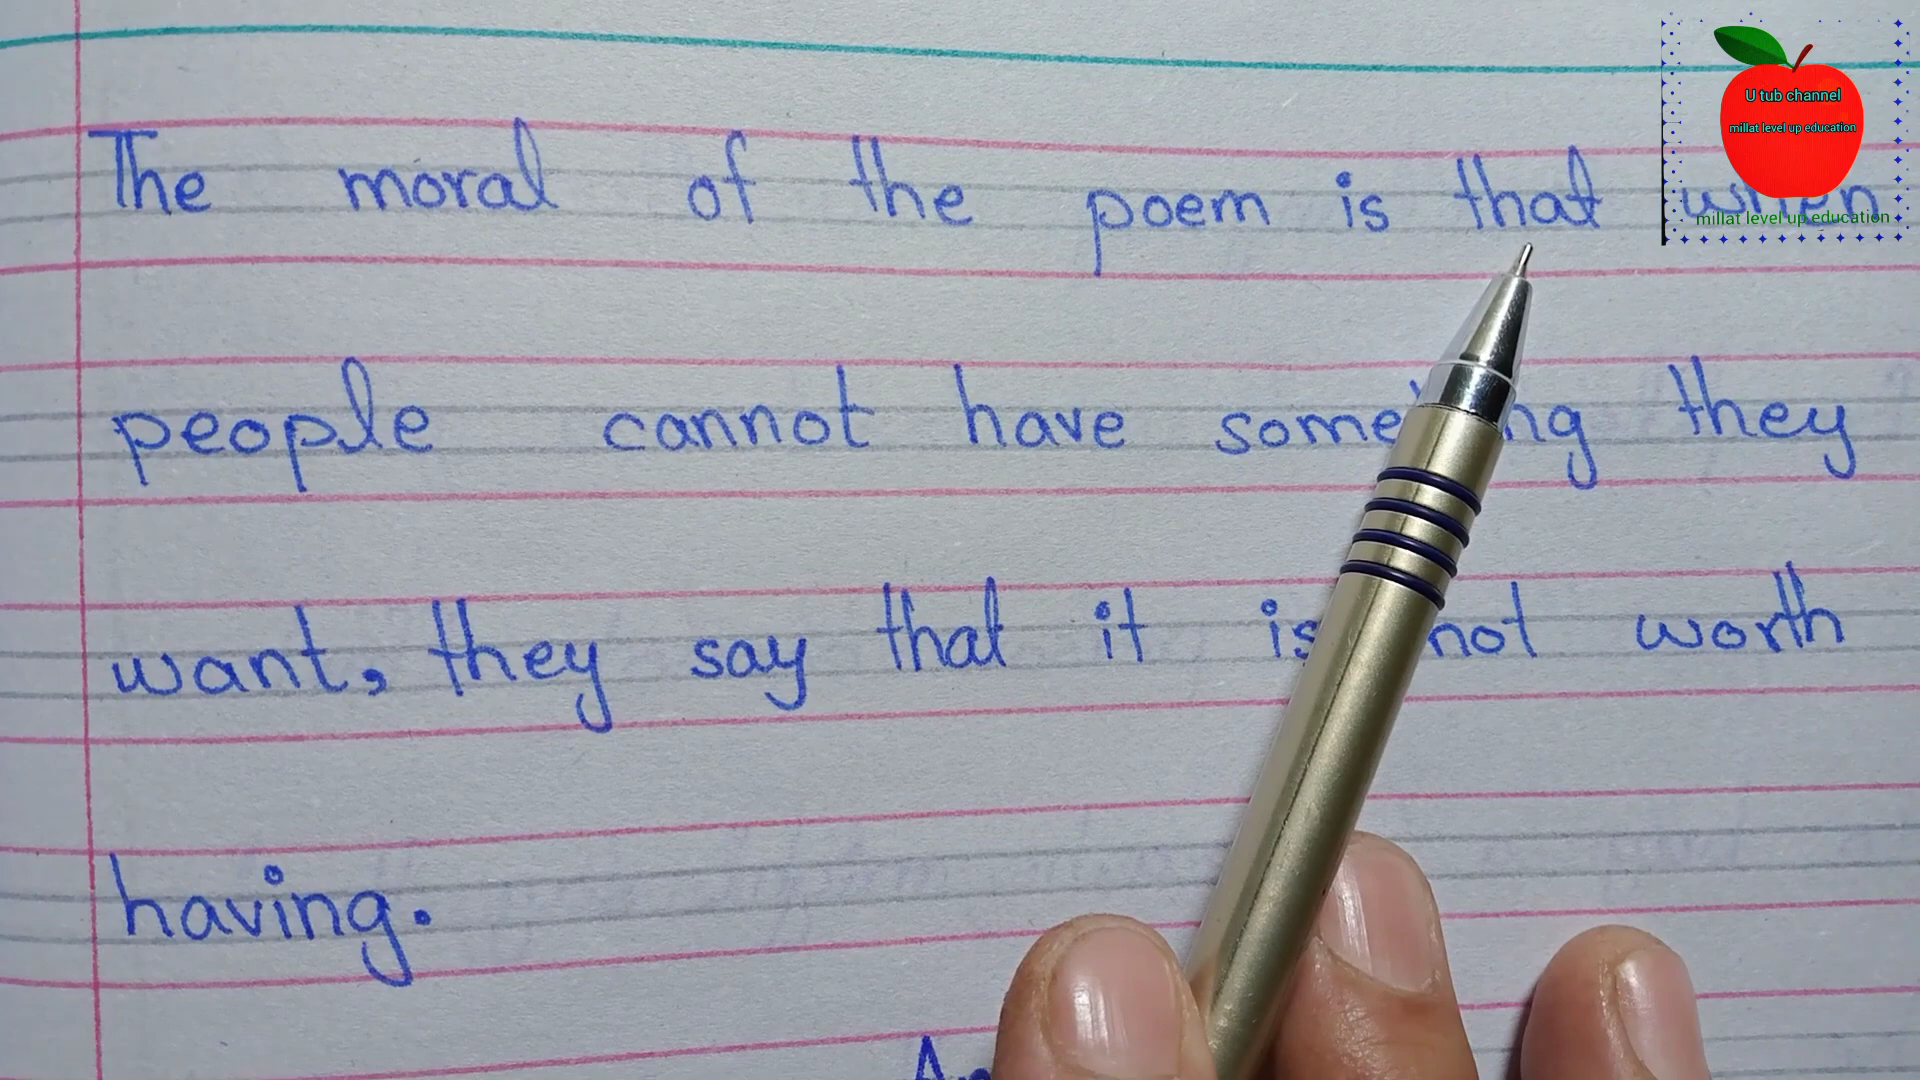 U tub channel
millat level up education
The moral of the poem is that when
millat level up education
people cannot have something they
want, they say that it is not worth
having.